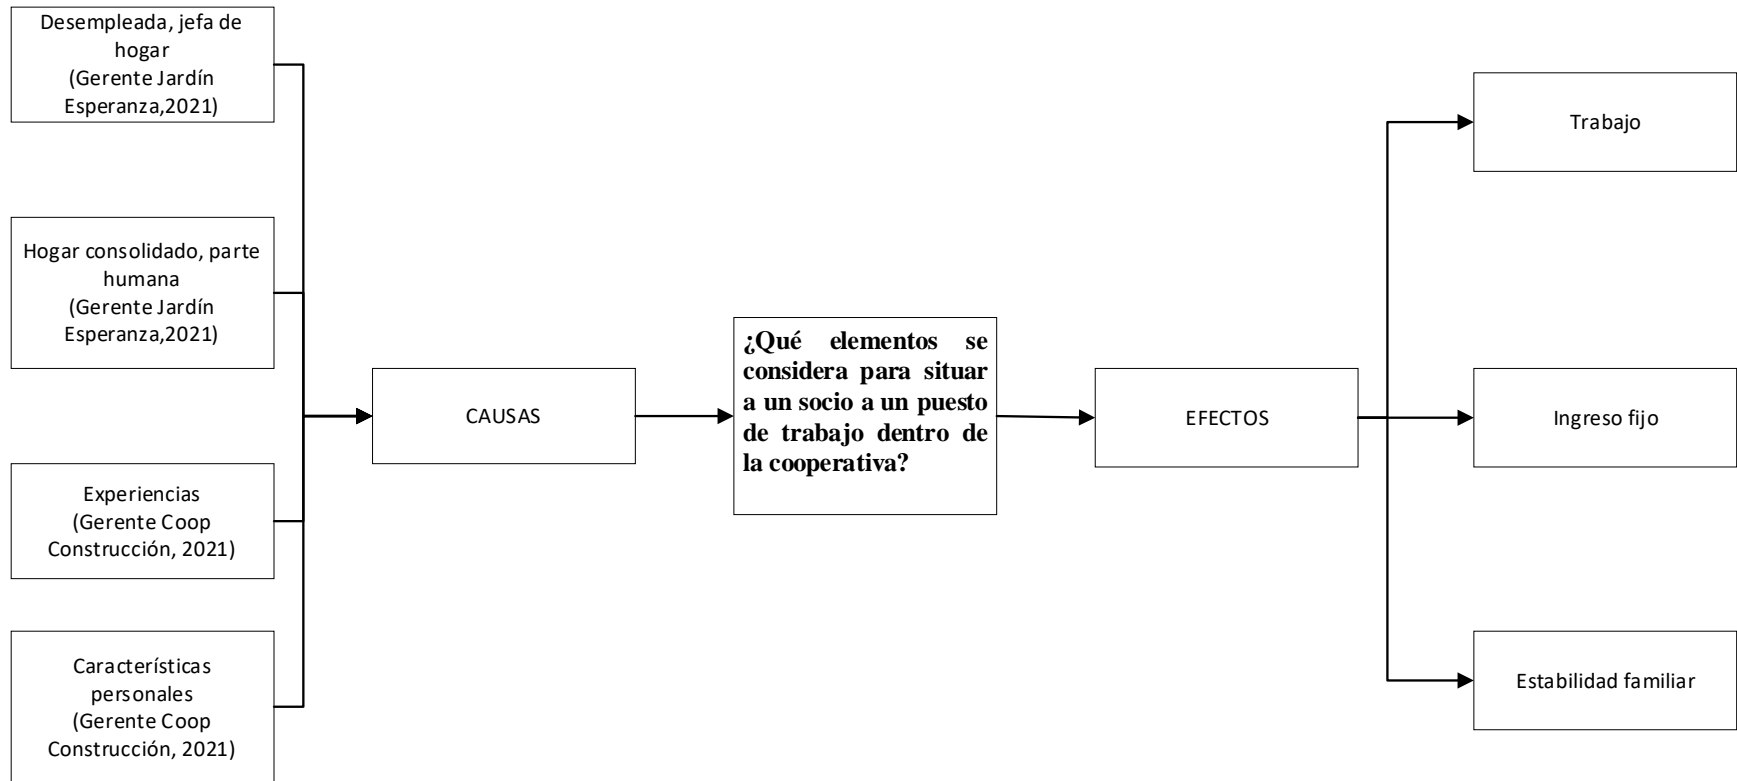 Desempleada, jefa de
hogar
(Gerente Jardín
Esperanza,2021)
Hogar consolidado, parte
humana
(Gerente Jardín
Esperanza,2021)
Experiencias
(Gerente Coop
Construcción, 2021)
Característícas
personales
(Gerente Coop
Construcción, 2021)
CAUSAS
¿Qué elementos se
considera para situar
a un socio a un puesto
de trabajo dentro de
la cooperativa?
EFECTOS
Trabajo
Ingreso fijo
Estabilidad familiar